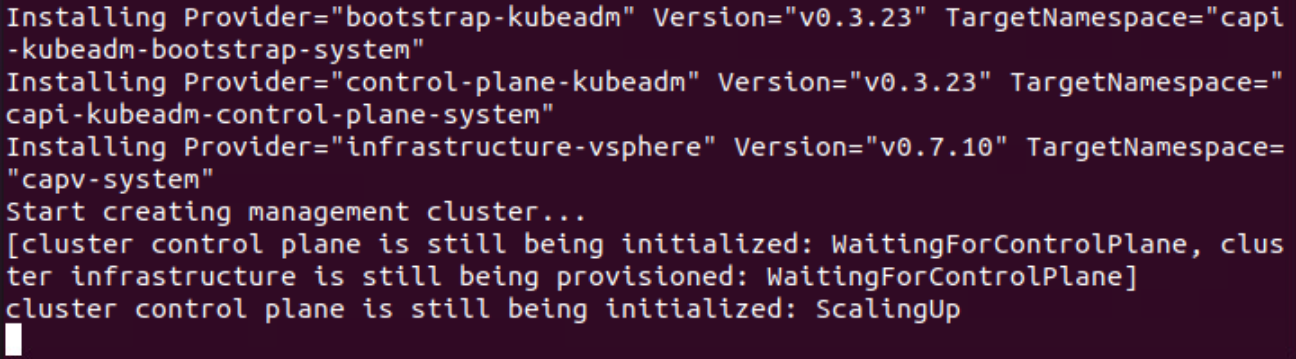 Installing Provider="bootstrap-kubeadm" Version="v0.3.23" TargetNamespace="capi
-kubeadm-bootstrap-system"
Installing Provider="control-plane-kubeadm" Version="v0.3.23" TargetNamespace="
capi-kubeadm-control-plane-system"
Installing Provider="infrastructure-vsphere" Version="v0.7.10" TargetNamespace=
"capv-system"
Start creating management cluster...
[cluster control plane is still being initialized: WaitingForControlPlane, clus
ter infrastructure is still being provisioned: WaitingForControlPlane]
cluster control plane is still being initialized: ScalingUp